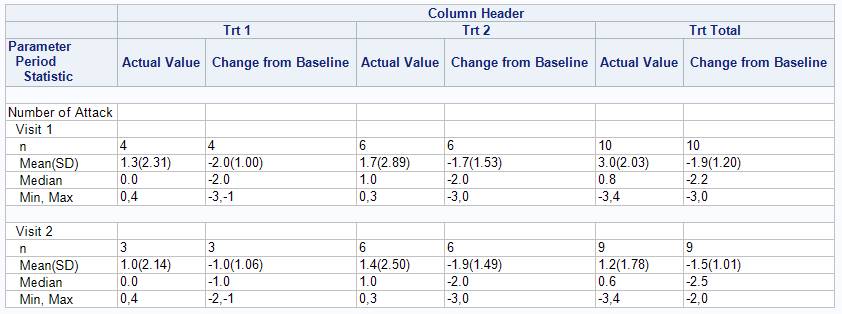 Column Header
Trt 1 Trt 2 Trt Total
Parameter
Period
Statistic
Actual Value Change from Baseline Actual Value Change from Baseline Actual Value Change from Baseline
Number of Attack
Visit 1
n 4 4 6 6 10 10
Mean(SD) 1.3(2.31) -2.0(1.00) 1.7(2.89) -1.7(1.53) 3.0(2.03) -1.9(1.20)
Median 0.0 -2.0 1.0 -2.0 0.8 -2.2
Min, Max 0,4 -3,-1 0,3 -3,0 -3,4 -3,0
Visit 2
n 3 3 6 6 9 9
Mean(SD) 1.0(2.14) -1.0(1.06) 1.4(2.50) -1.9(1.49) 1.2(1.78) -1.5(1.01)
Median 0.0 -1.0 1.0 -2.0 0.6 -2.5
Min, Max 0,4 -2,-1 0,3 -3,0 -3,4 -2,0